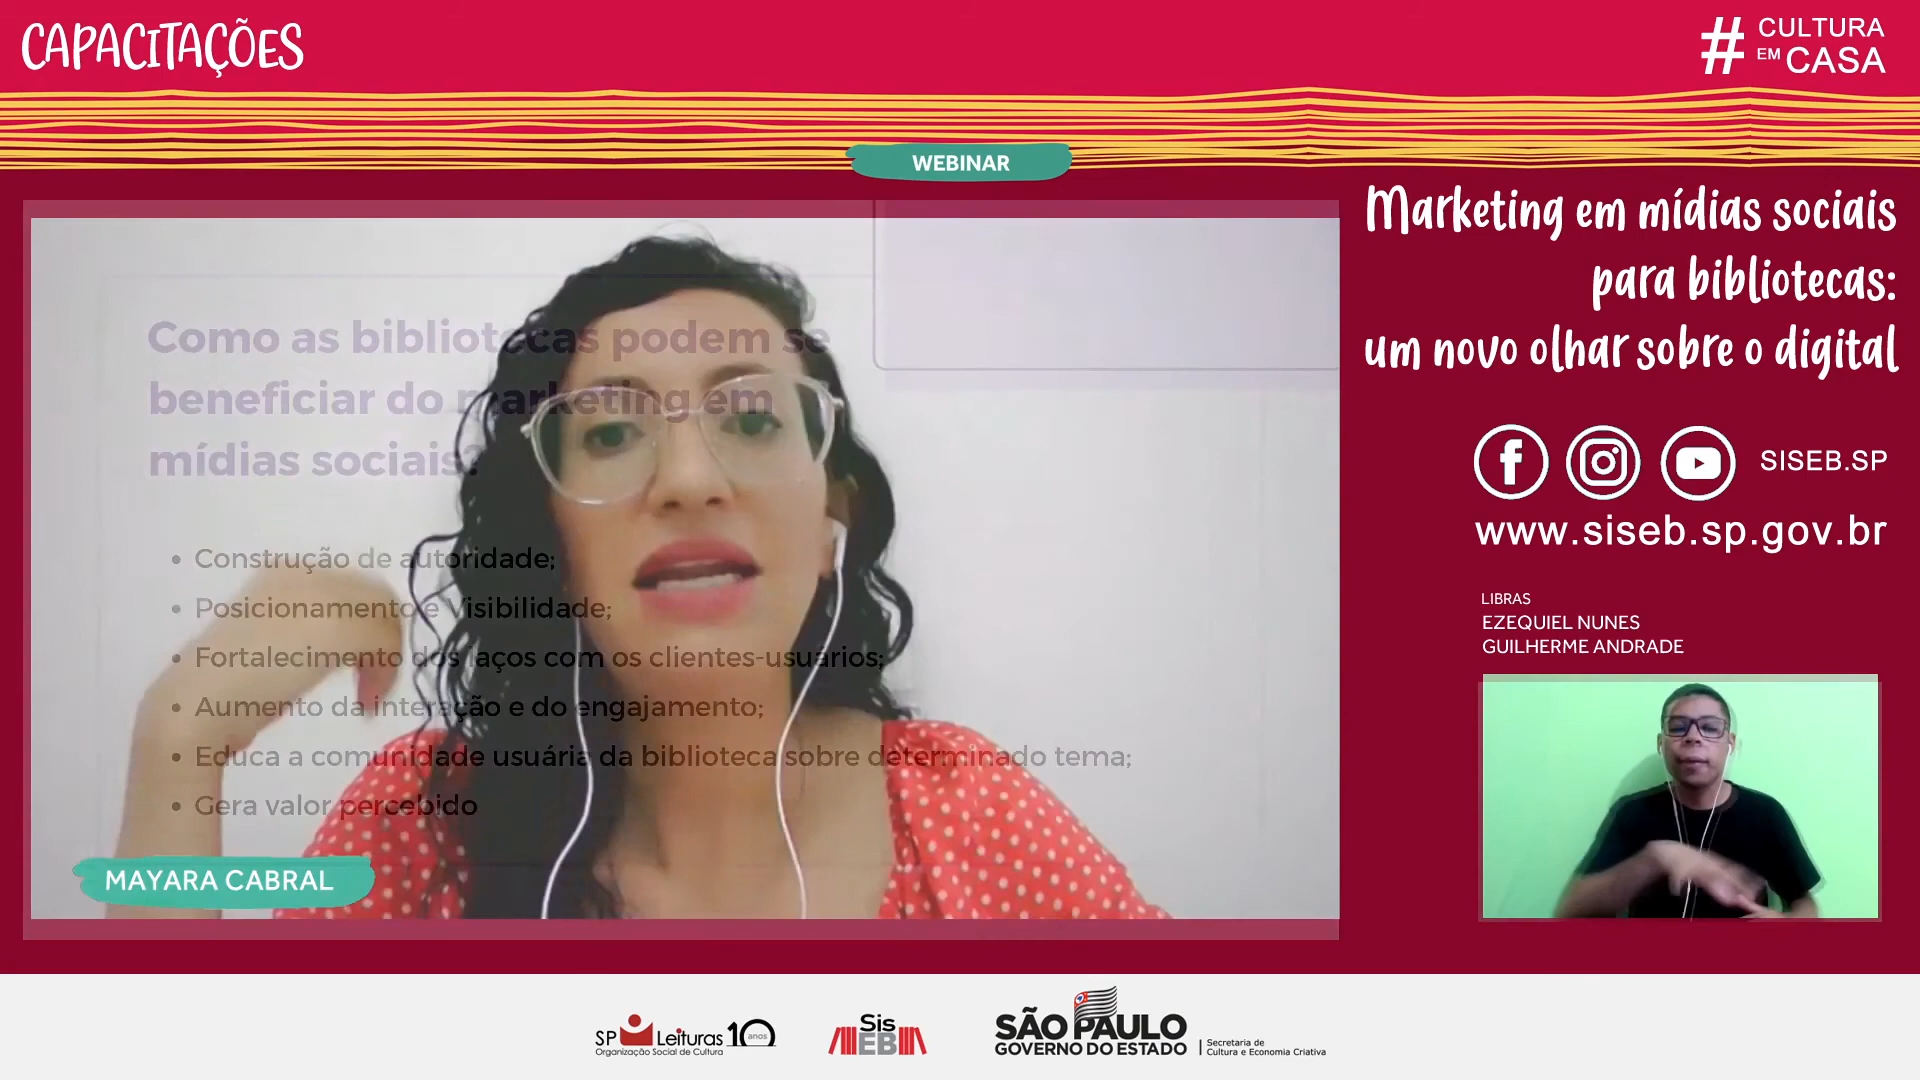 CAPACITAÇÕES
# CULTURA
EM CASA
WEBINAR
Marketing em mídias sociais
para bibliotecas:
um novo olhar sobre o digital
Como as bibliotecas podem se
beneficiar do marketing em
mídias sociais?
• Construção de autoridade;
• Posicionamento e Visibilidade;
• Fortalecimento dos laços com os clientes-usuários;
• Aumento da interação e do engajamento;
• Educa a comunidade usuária da biblioteca sobre determinado tema;
• Gera valor percebido
MAYARA CABRAL
SISEB.SP
www.siseb.sp.gov.br
LIBRAS
EZEQUIEL NUNES
GUILHERME ANDRADE
SP Leituras 10 anos
Organização Social de Cultura
Sis
EB
SÃO PAULO
GOVERNO DO ESTADO
Secretaria de
Cultura e Economia Criativa